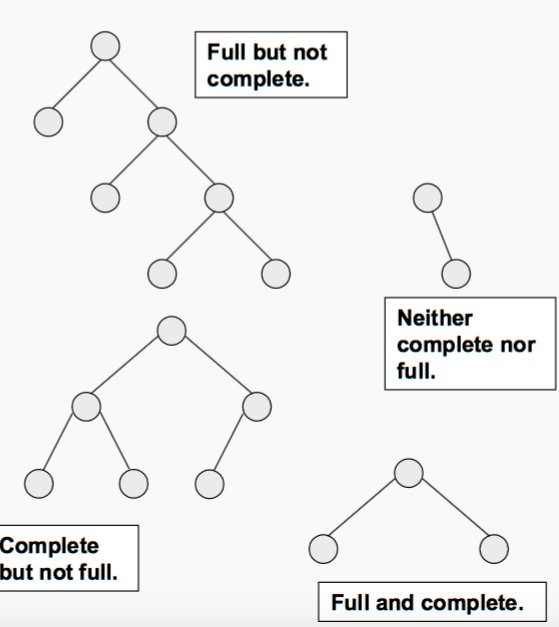 Full but not
complete.
Neither
complete nor
full.
Complete
but not full.
Full and complete.